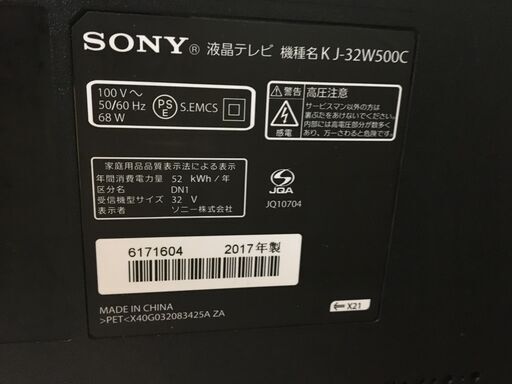 SONY® 液晶テレビ 機種名 KJ-32W500C
100 V～
50/60 Hz
68 W
PS
E
S.EMCS
警告
感電
高圧注意
サービスマン以外の方は
裏ぶたをあけないでください。
内部には高電圧部分が数多く
あり、万一さわると危険です。
家庭用品品質表示法による表示
年間消費電力量 52 kWh/年
区分名 DN1
受信機型サイズ 32 V
表示者 ソニー株式会社
JQA
JQ10704
6171604 2017年製
MADE IN CHINA
>PET<X40G032083425A ZA
X21